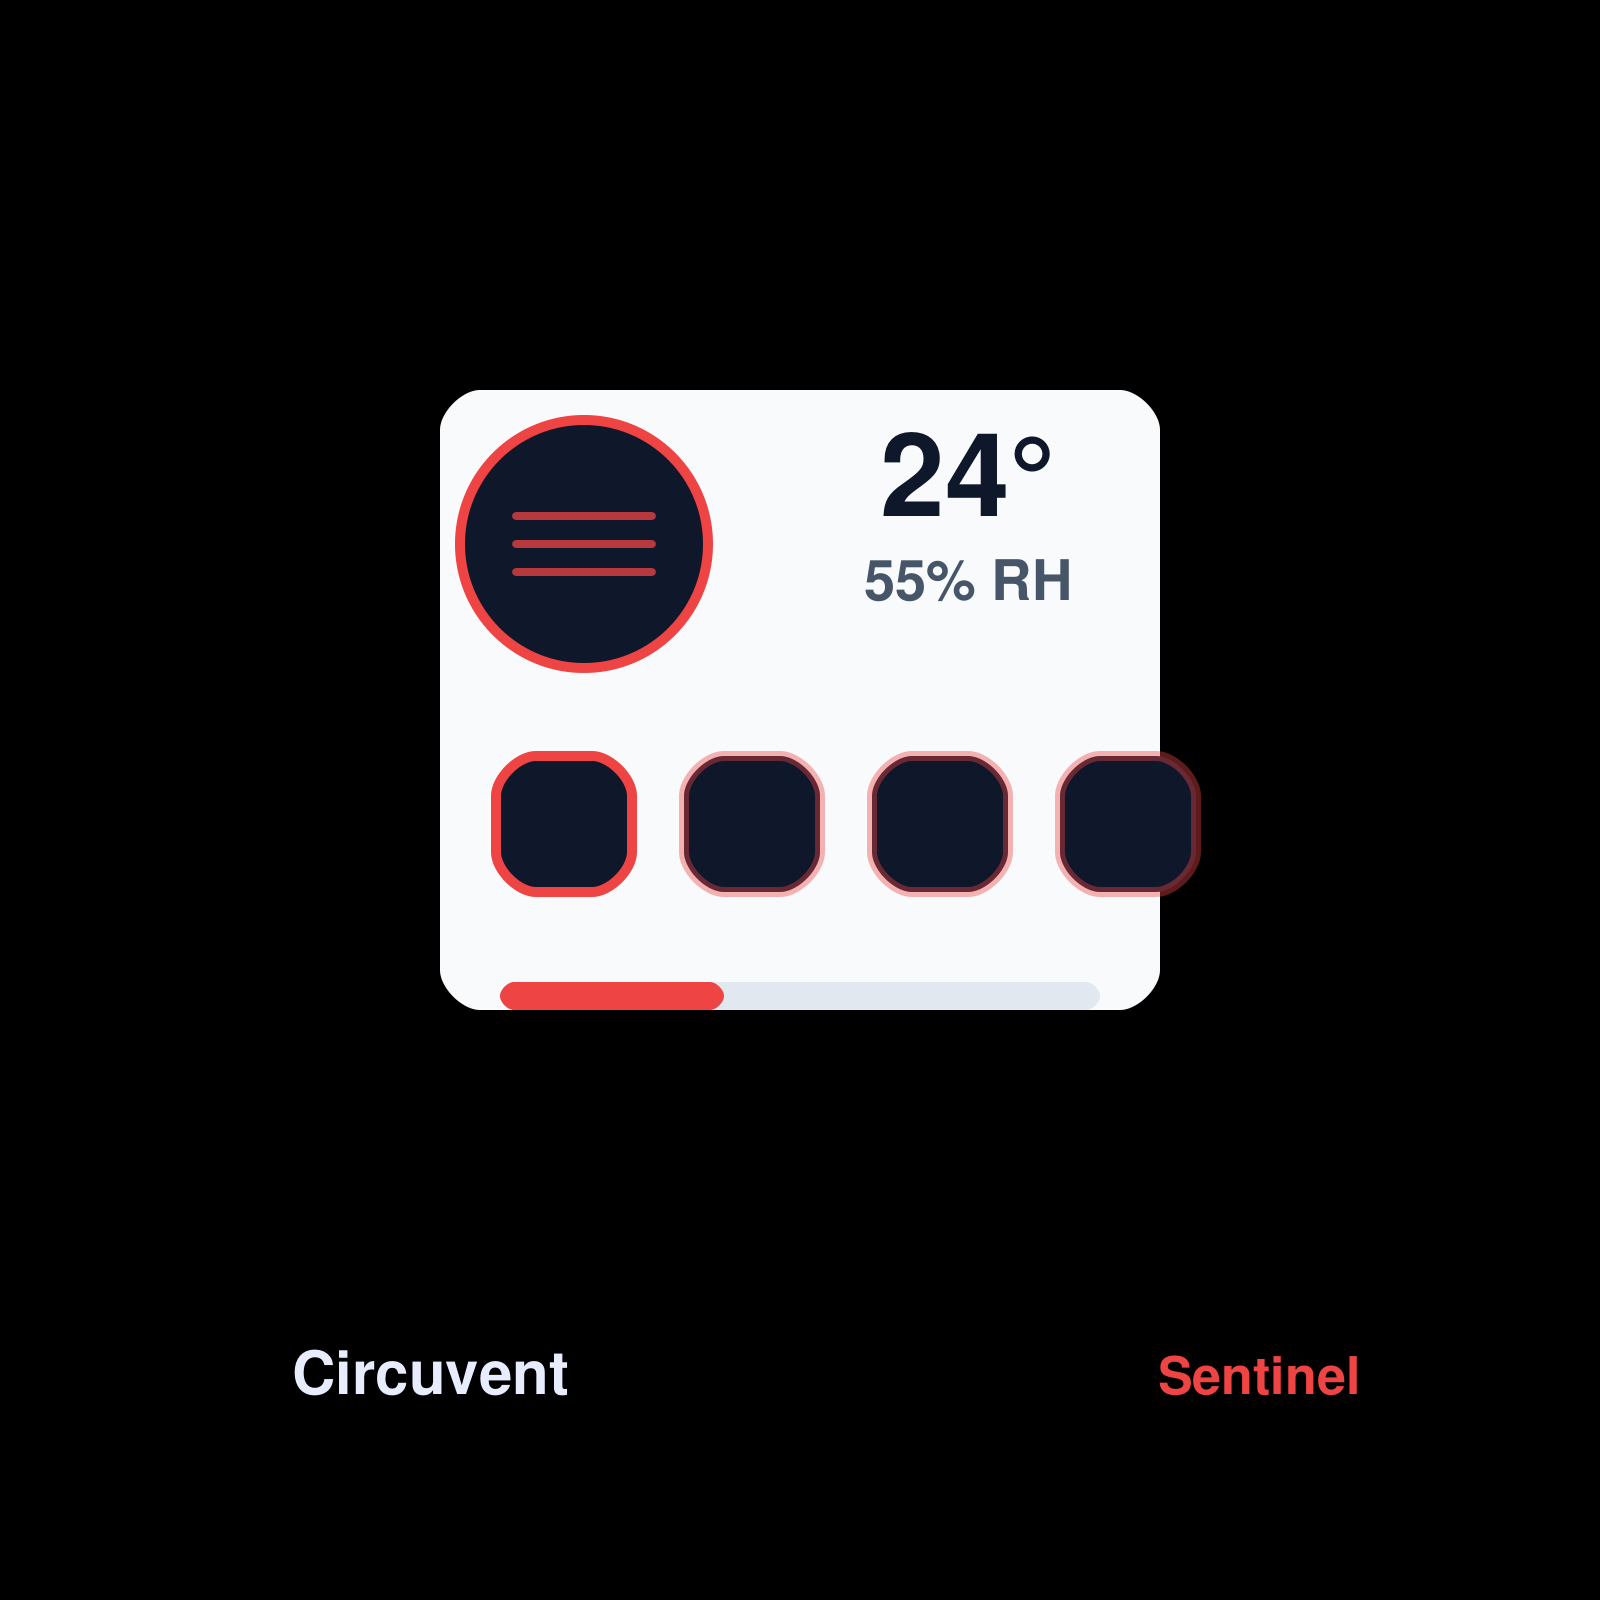 24°
55% RH
Circuvent
Sentinel